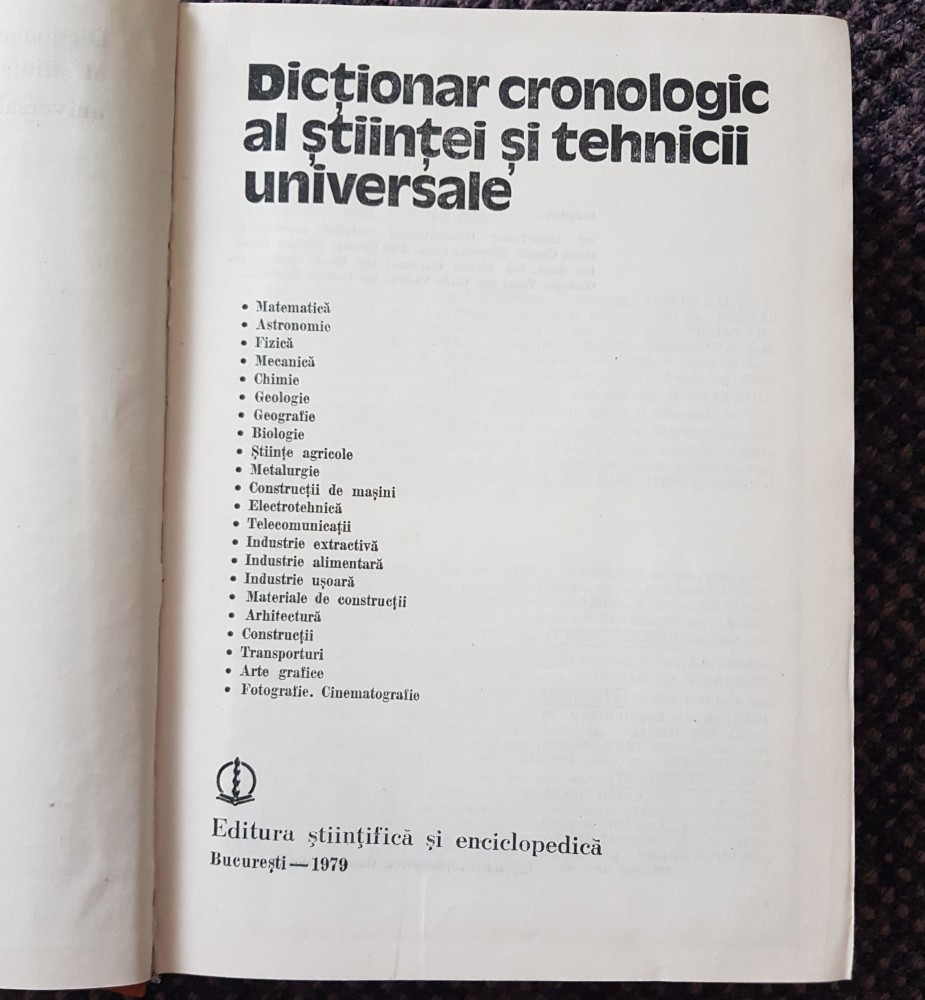 Dicționar cronologic
al științei și tehnicii
universale
• Matematică
• Astronomie
• Fizică
• Mecanică
• Chimie
• Geologie
• Geografie
• Biologie
• Științe agricole
• Metalurgie
• Construcții de mașini
• Electrotehnică
• Telecomunicații
• Industrie extractivă
• Industrie alimentară
• Industrie ușoară
• Materiale de construcții
• Arhitectură
• Construcții
• Transporturi
• Arte grafice
• Fotografie. Cinematografie
Editura științifică și enciclopedică
București — 1979